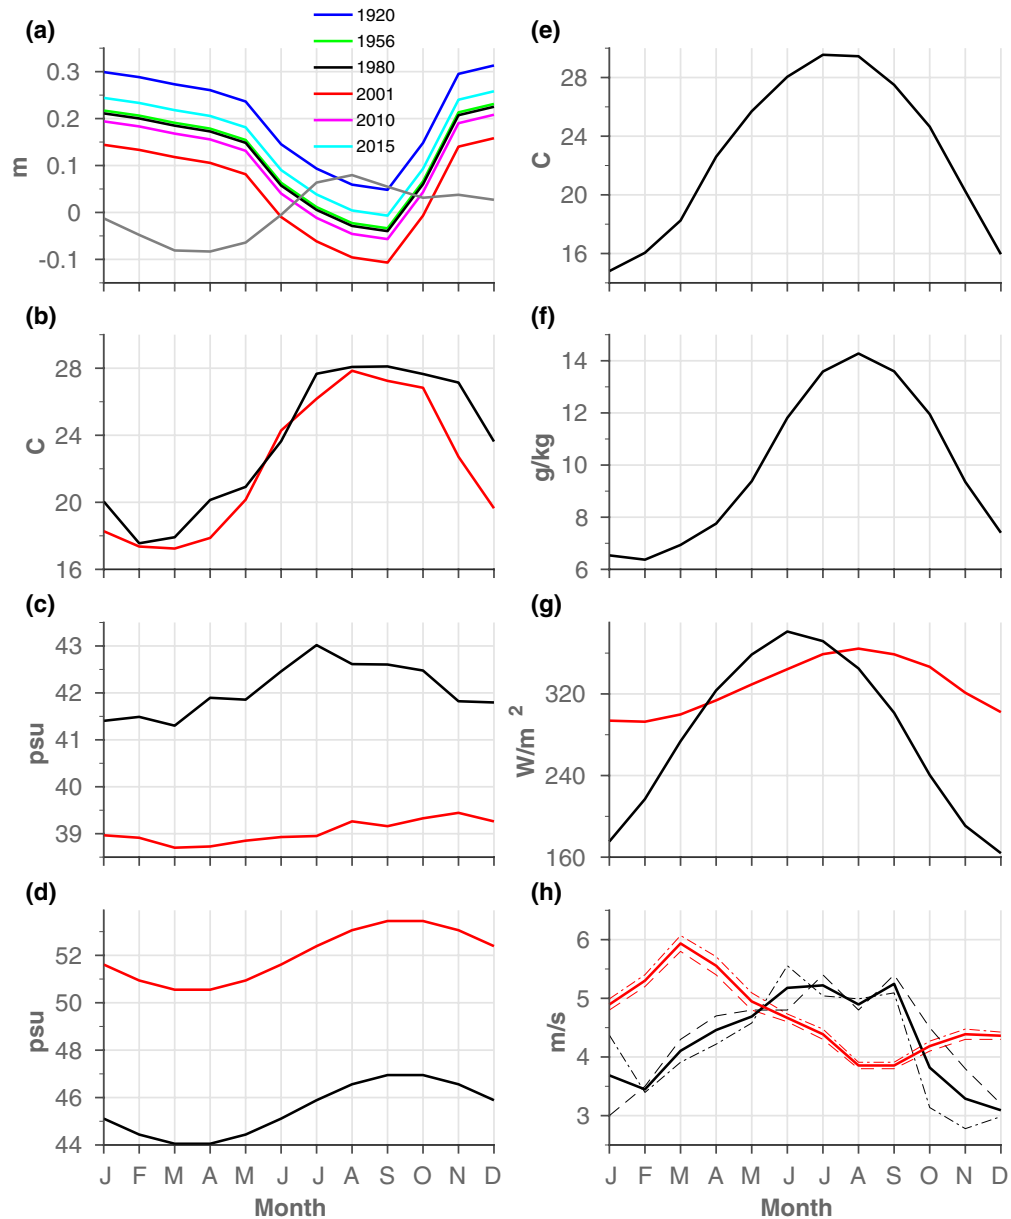 (a)
1920
1956
1980
2001
2010
2015
0.3
0.2
0.1
0
-0.1
m
(e)
28
24
20
16
C
(b)
28
24
20
16
C
(f)
14
12
10
8
6
g/kg
(c)
43
42
41
40
39
psu
(g)
320
240
160
W/m 2
(d)
52
50
48
46
44
psu
J F M A M J J A S O N D
Month
(h)
6
5
4
3
m/s
J F M A M J J A S O N D
Month